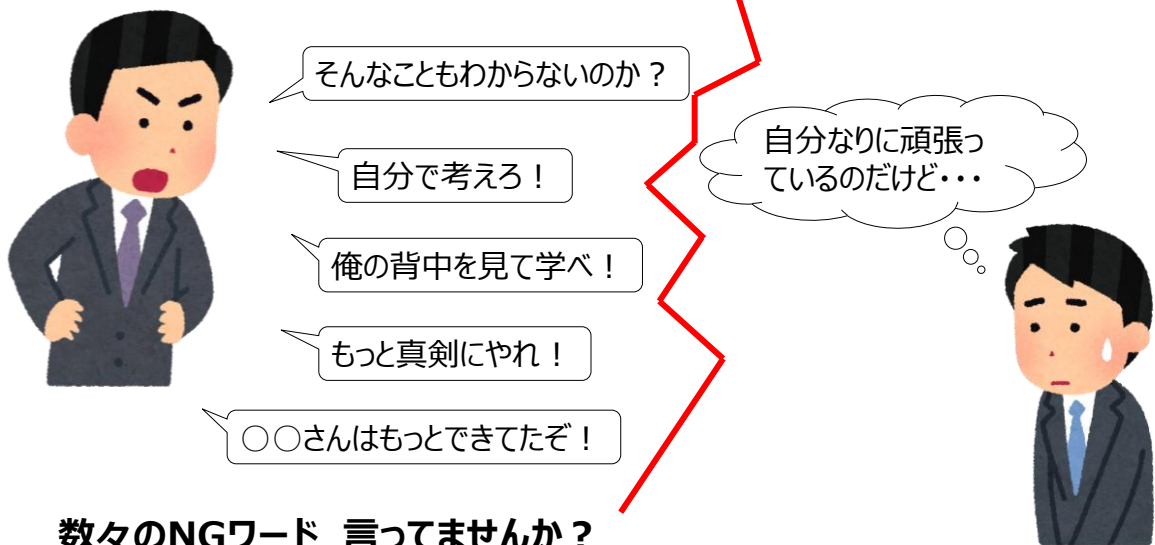 そんなこともわからないのか？
自分で考えろ！
俺の背中を見て学べ！
もっと真剣にやれ！
○○さんはもっとできてたぞ！
自分なりに頑張っ
ているのだけど・・・
数々のNGワード 言ってませんか？